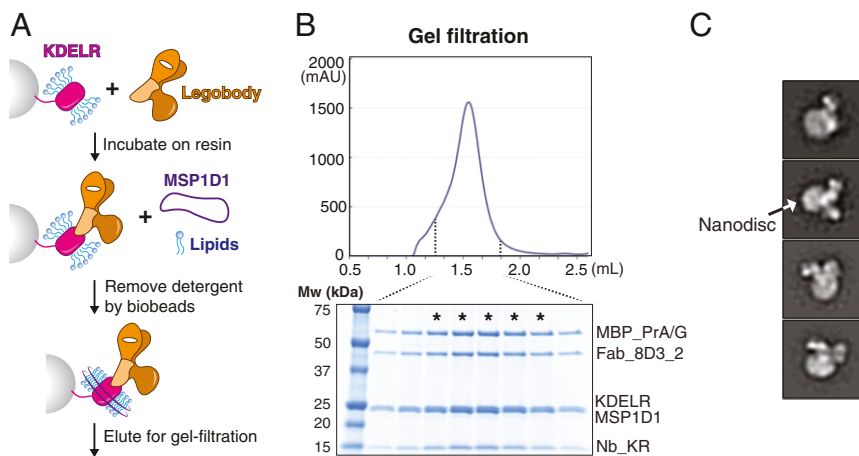 A
KDELR
+
Legobody
Incubate on resin
MSP1D1
+
Lipids
Remove detergent
by biobeads
Elute for gel-filtration
B
Gel filtration
2000
(mAU)
1500
1000
500
0
0.5 1.0 1.5 2.0 2.5 (mL)
Mw (kDa)
75
50
37
25
20
15
* * * * *
MBP_PrA/G
Fab_8D3_2
KDELR
MSP1D1
Nb_KR
C
Nanodisc